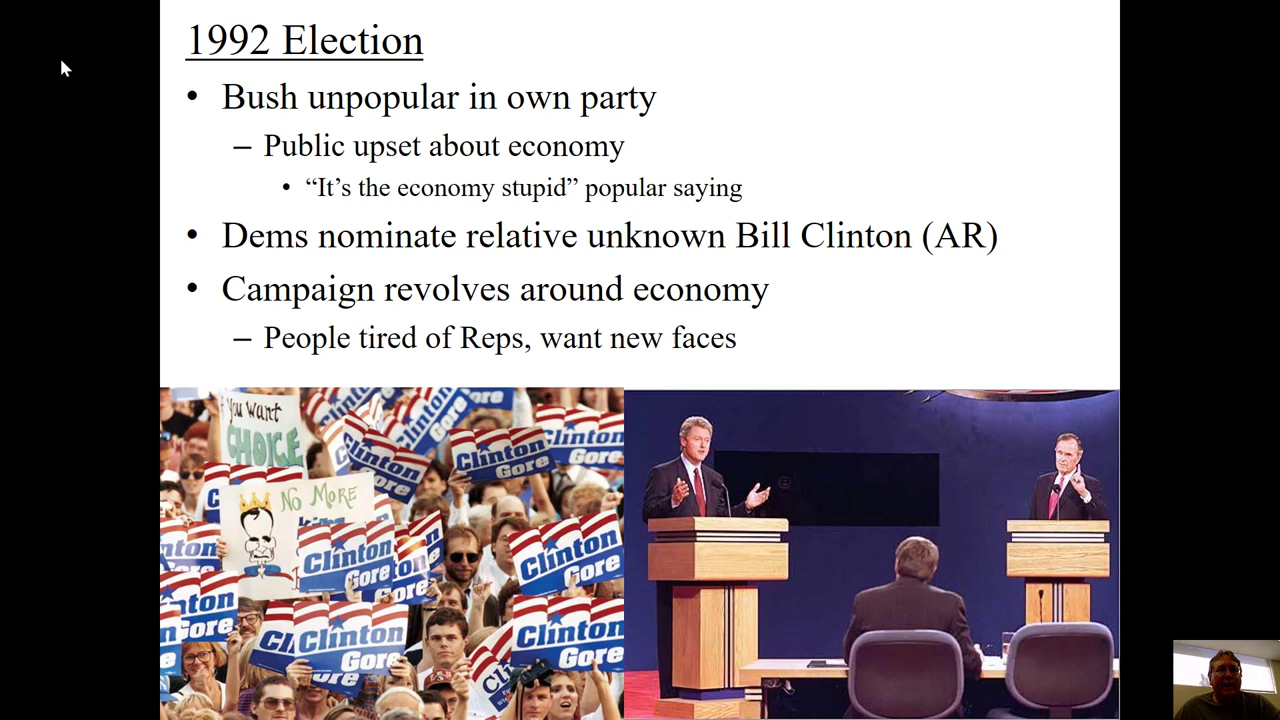 1992 Election
• Bush unpopular in own party
– Public upset about economy
• “It’s the economy stupid” popular saying
• Dems nominate relative unknown Bill Clinton (AR)
• Campaign revolves around economy
– People tired of Reps, want new faces
You want
CHOICE
NO MORE
Clinton
Gore
Clinton
Gore
Clinton
Clinton
Gore
Clinton
Clinton
Gore
Clinton
Gore
Clinton
Gore
Clinton
Gore